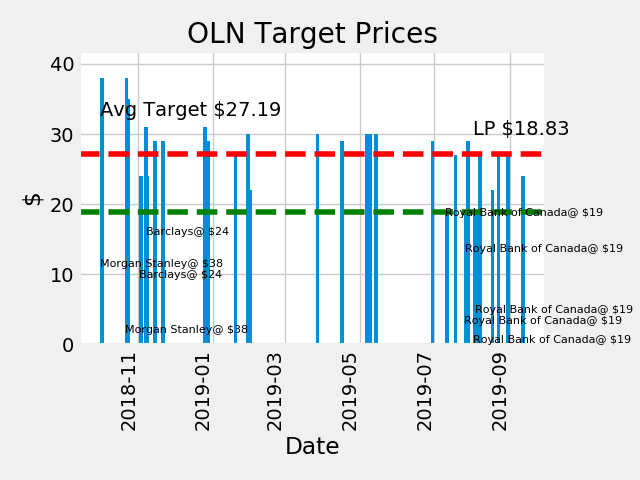 OLN Target Prices
40
Avg Target $27.19
LP $18.83
30
$
20
Royal Bank of Canada@ $19
Barclays@ $24
Royal Bank of Canada@ $19
Morgan Stanley@ $38
Barclays@ $24
10
Royal Bank of Canada@ $19
Royal Bank of Canada@ $19
Morgan Stanley@ $38
Royal Bank of Canada@ $19
0
2018-11
2019-01
2019-03
2019-05
2019-07
2019-09
Date